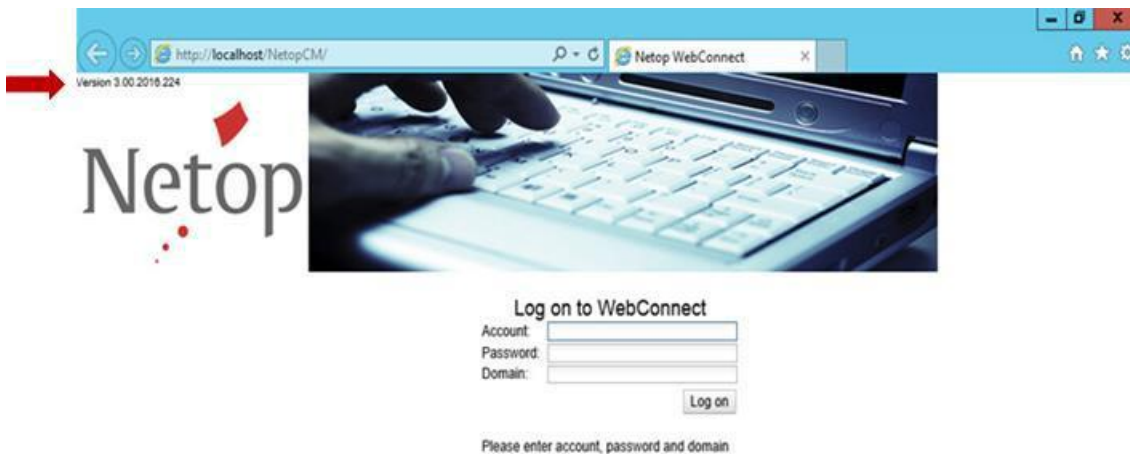 http://localhost/NetopCM/
Netop WebConnect
Version 3.00.2016.224
Netop
Log on to WebConnect
Account:
Password:
Domain:
Log on
Please enter account, password and domain